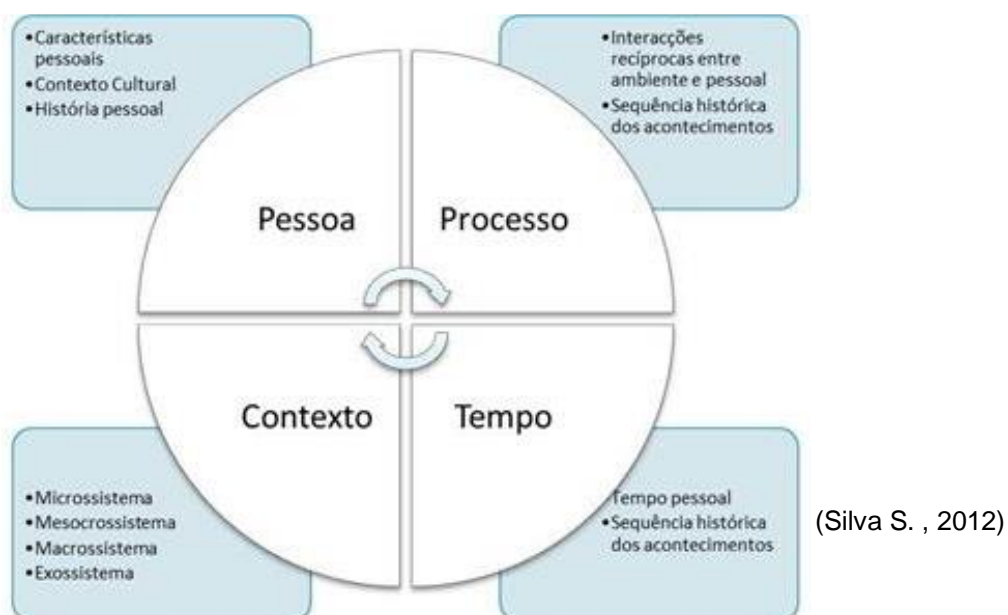 •Características
pessoais
•Contexto Cultural
•História pessoal
•Interacções
recíprocas entre
ambiente e pessoal
•Sequência histórica
dos acontecimentos
Pessoa
Processo
Contexto
Tempo
•Microssistema
•Mesocrossistema
•Macrossistema
•Exossistema
Tempo pessoal
•Sequência histórica
dos acontecimentos
(Silva S. , 2012)